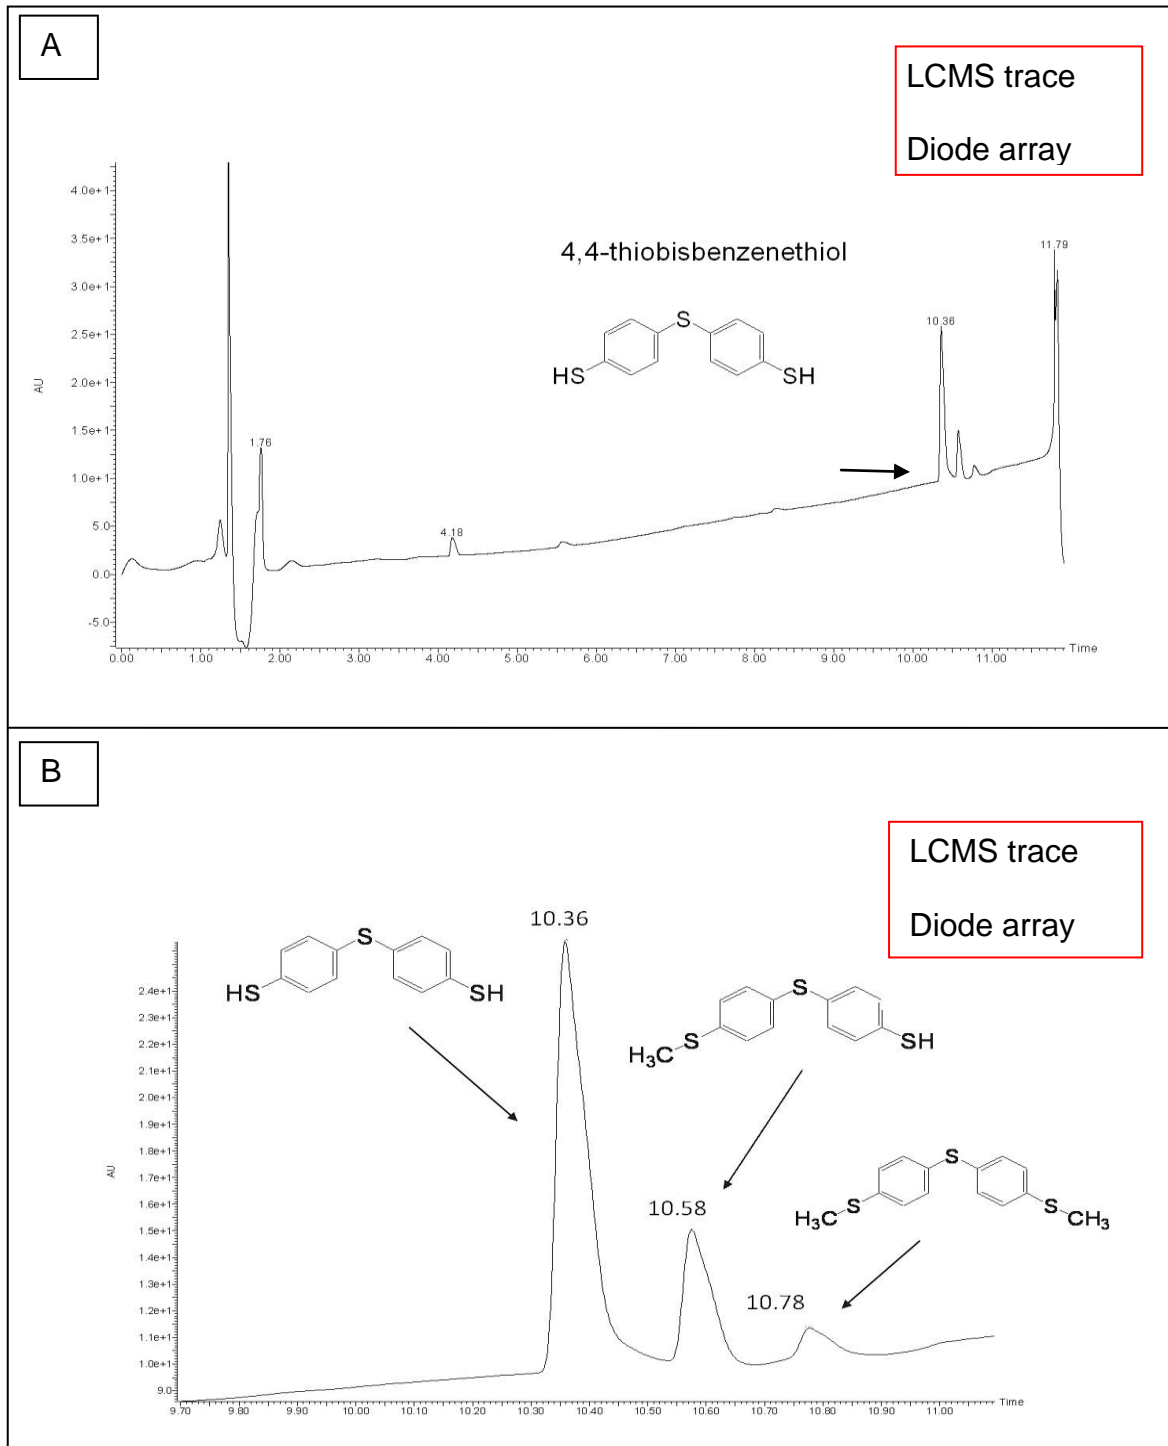 A
LCMS trace
Diode array
4,4-thiobisbenzenethiol
S
HS
SH
AU
4.0e+1
3.5e+1
3.0e+1
2.5e+1
2.0e+1
1.5e+1
1.0e+1
5.0
0.0
-5.0
1.76
4.18
10.36
11.79
0.00 1.00 2.00 3.00 4.00 5.00 6.00 7.00 8.00 9.00 10.00 11.00
Time
B
LCMS trace
Diode array
10.36
S
HS
SH
S
S
H3C
SH
10.58
S
S
H3C
S
CH3
10.78
AU
2.4e+1
2.3e+1
2.2e+1
2.1e+1
2.0e+1
1.9e+1
1.8e+1
1.7e+1
1.6e+1
1.5e+1
1.4e+1
1.3e+1
1.2e+1
1.1e+1
1.0e+1
9.0
9.70 9.80 9.90 10.00 10.10 10.20 10.30 10.40 10.50 10.60 10.70 10.80 10.90 11.00
Time